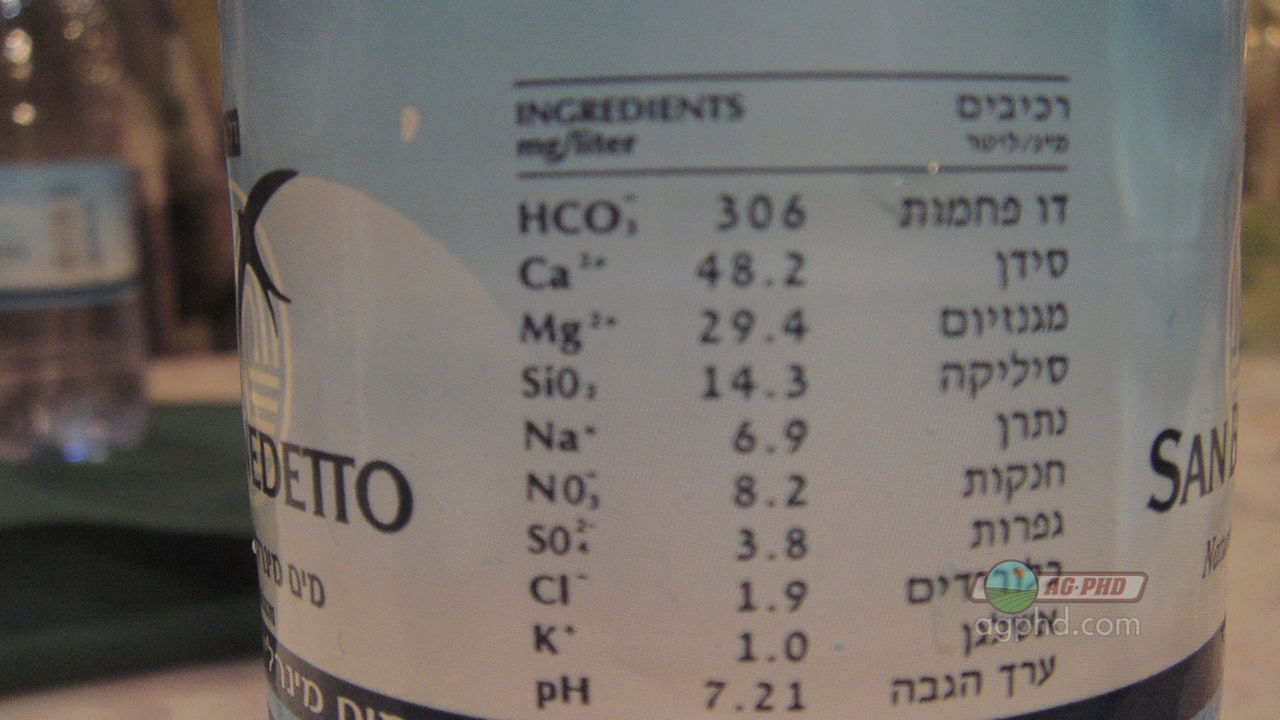 INGREDIENTS רכיבים
mg/liter מיג/ליטר
HCO₃⁻ 306 דו פחמות
Ca²⁺ 48.2 סידן
Mg²⁺ 29.4 מגנזיום
SiO₂ 14.3 סיליקה
Na⁺ 6.9 נתרן
NO₃⁻ 8.2 חנקות
SO₄²⁻ 3.8 גפרות
Cl⁻ 1.9
K⁺ 1.0 אשלגן
pH 7.21 ערך הגבה
EDETTO
מים
SAN
AG·PHD
agphd.com